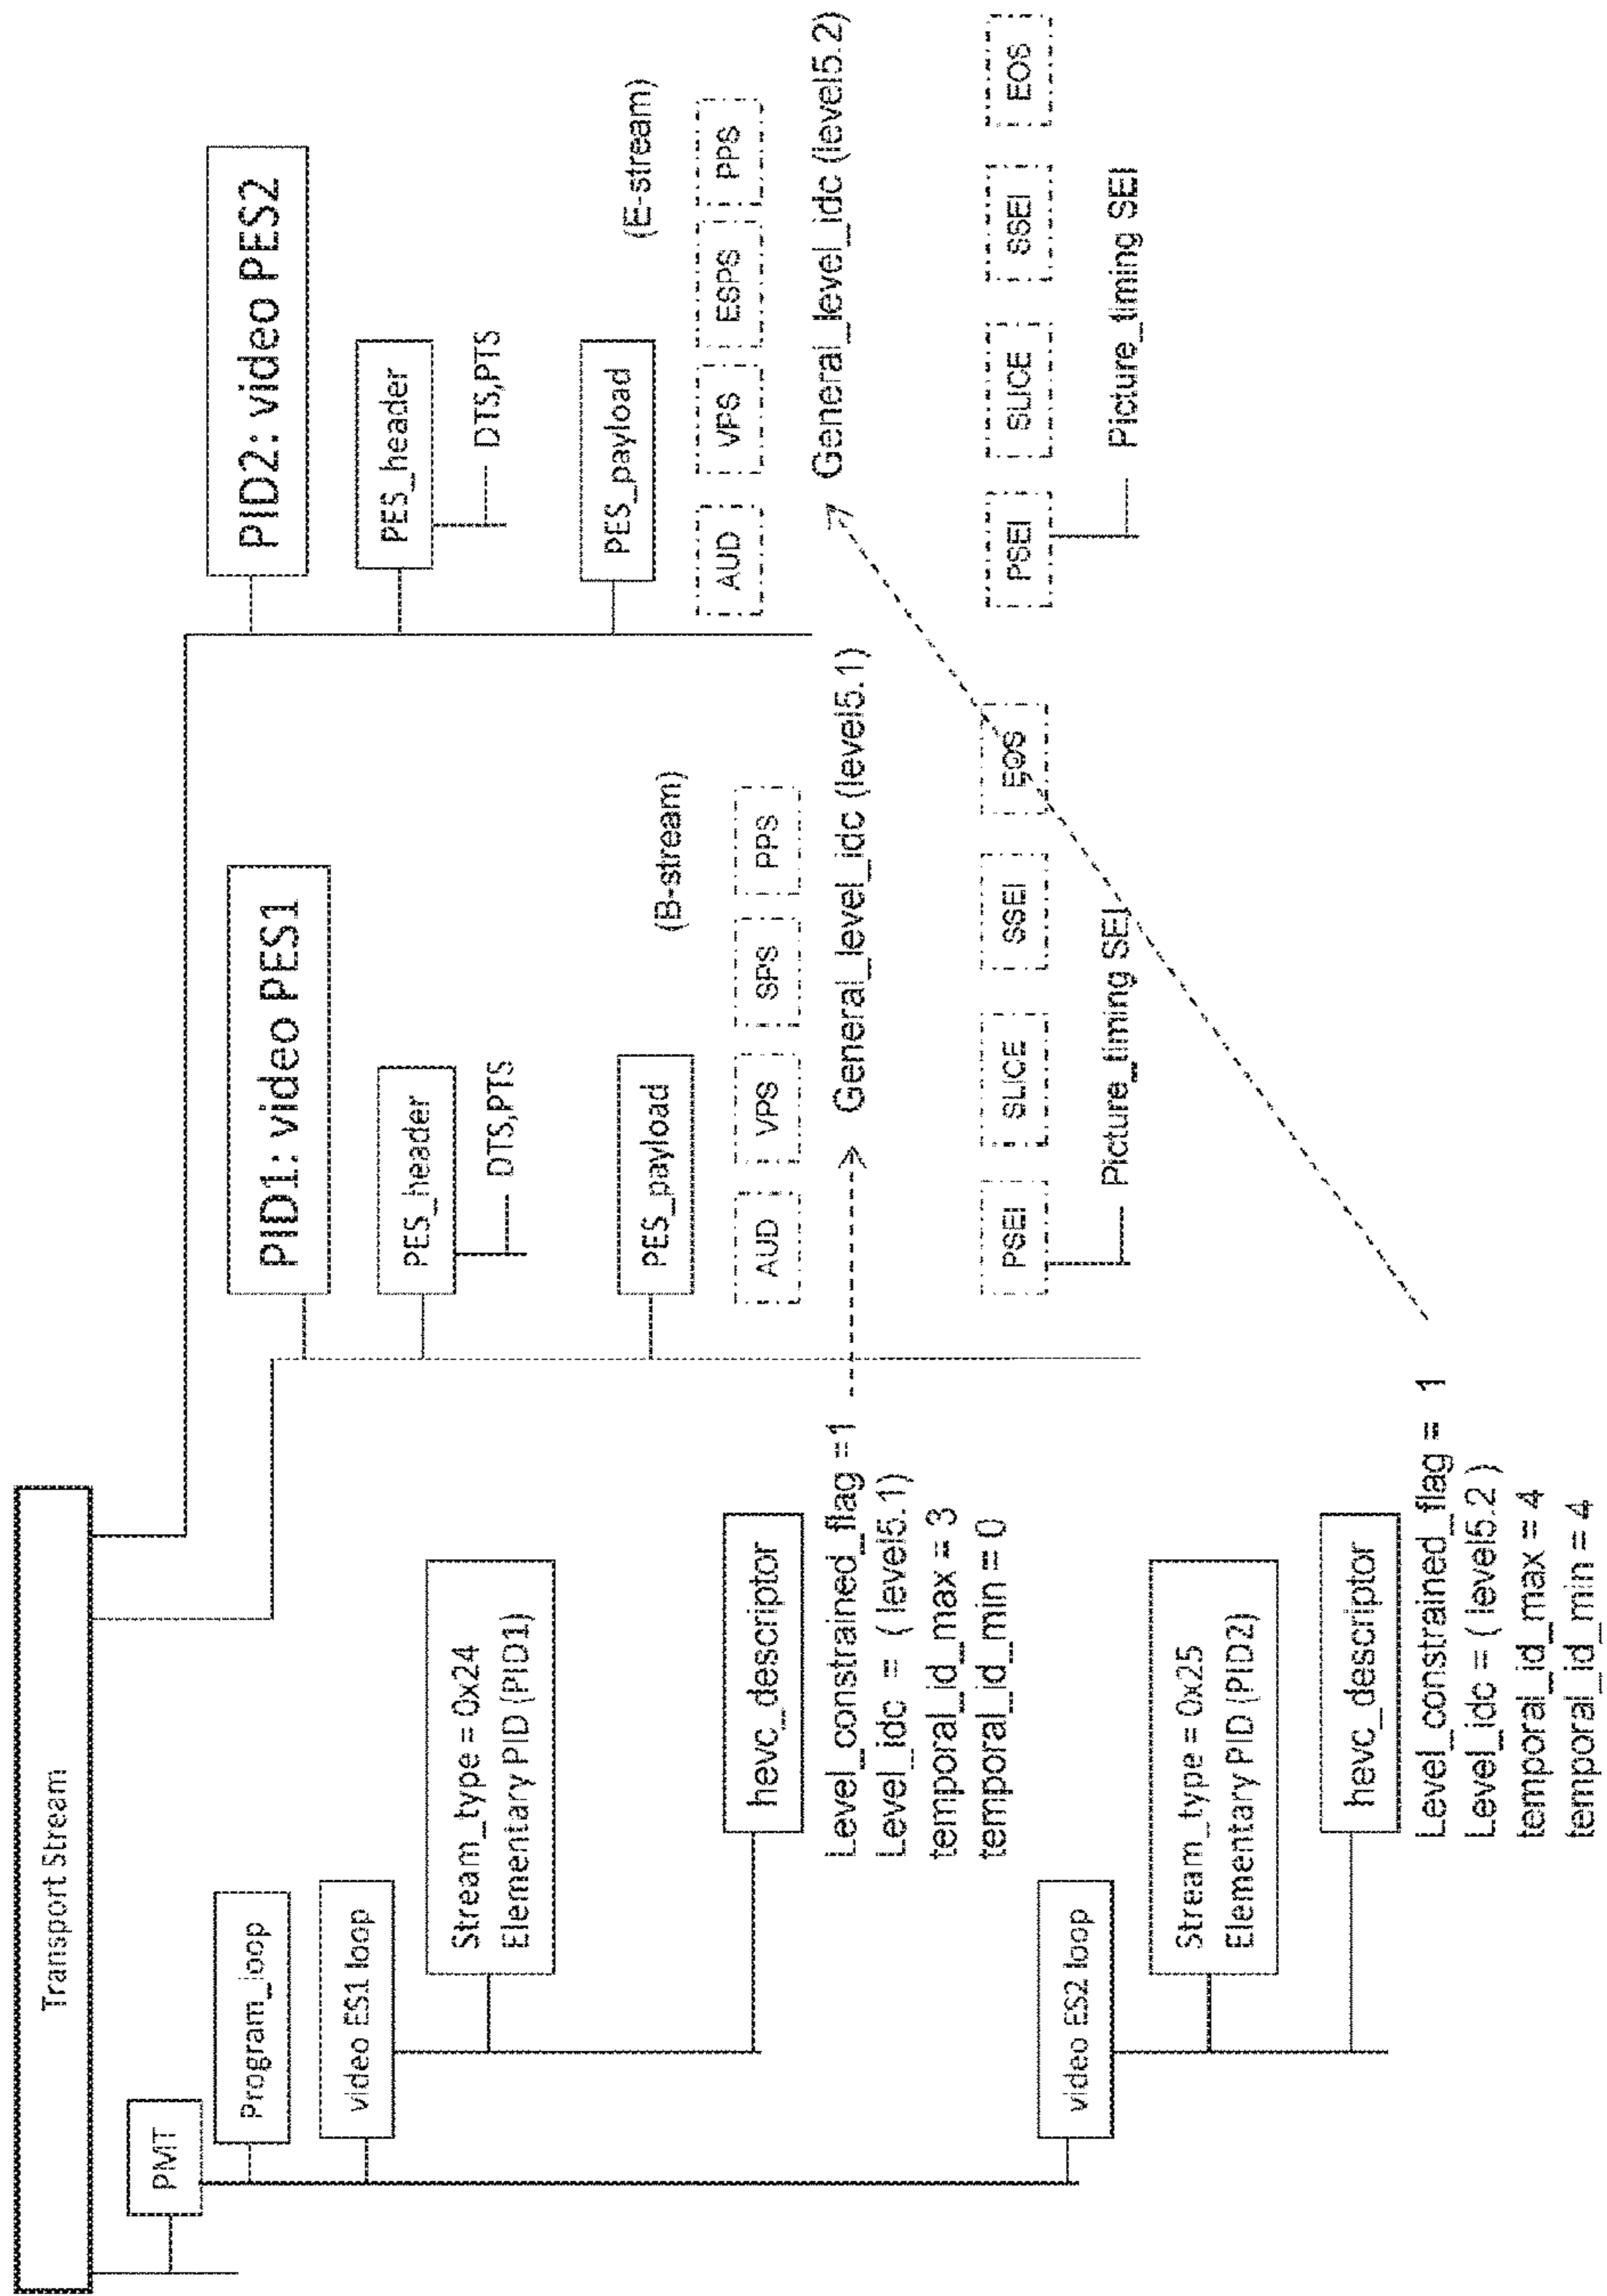 Transport Stream
PMT
Program_loop
video ES1 loop
Stream_type = 0x24
Elementary PID (PID1)
hevc_descriptor
Level_constrained_flag =1
Level_idc = ( level5.1)
temporal_id_max = 3
temporal_id_min = 0
video ES2 loop
Stream_type = 0x25
Elementary PID (PID2)
hevc_descriptor
Level_constrained_flag = 1
Level_idc = ( level5.2 )
temporal_id_max = 4
temporal_id_min = 4
PID1: video PES1
PES_header
DTS,PTS
PES_payload
(B-stream)
AUD VPS SPS PPS
General_level_idc (level5.1)
PSEI SLICE SSEI EOS
Picture_timing SEI
PID2: video PES2
PES_header
DTS,PTS
PES_payload
(E-stream)
AUD VPS ESPS PPS
General_level_idc (level5.2)
PSEI SLICE SSEI EOS
Picture_timing SEI